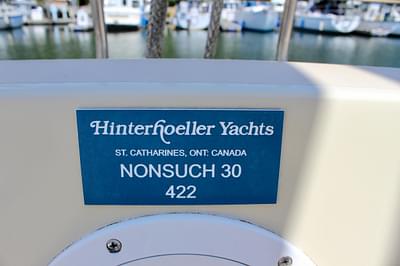 Hinterhoeller Yachts
ST. CATHARINES, ONT: CANADA
NONSUCH 30
422